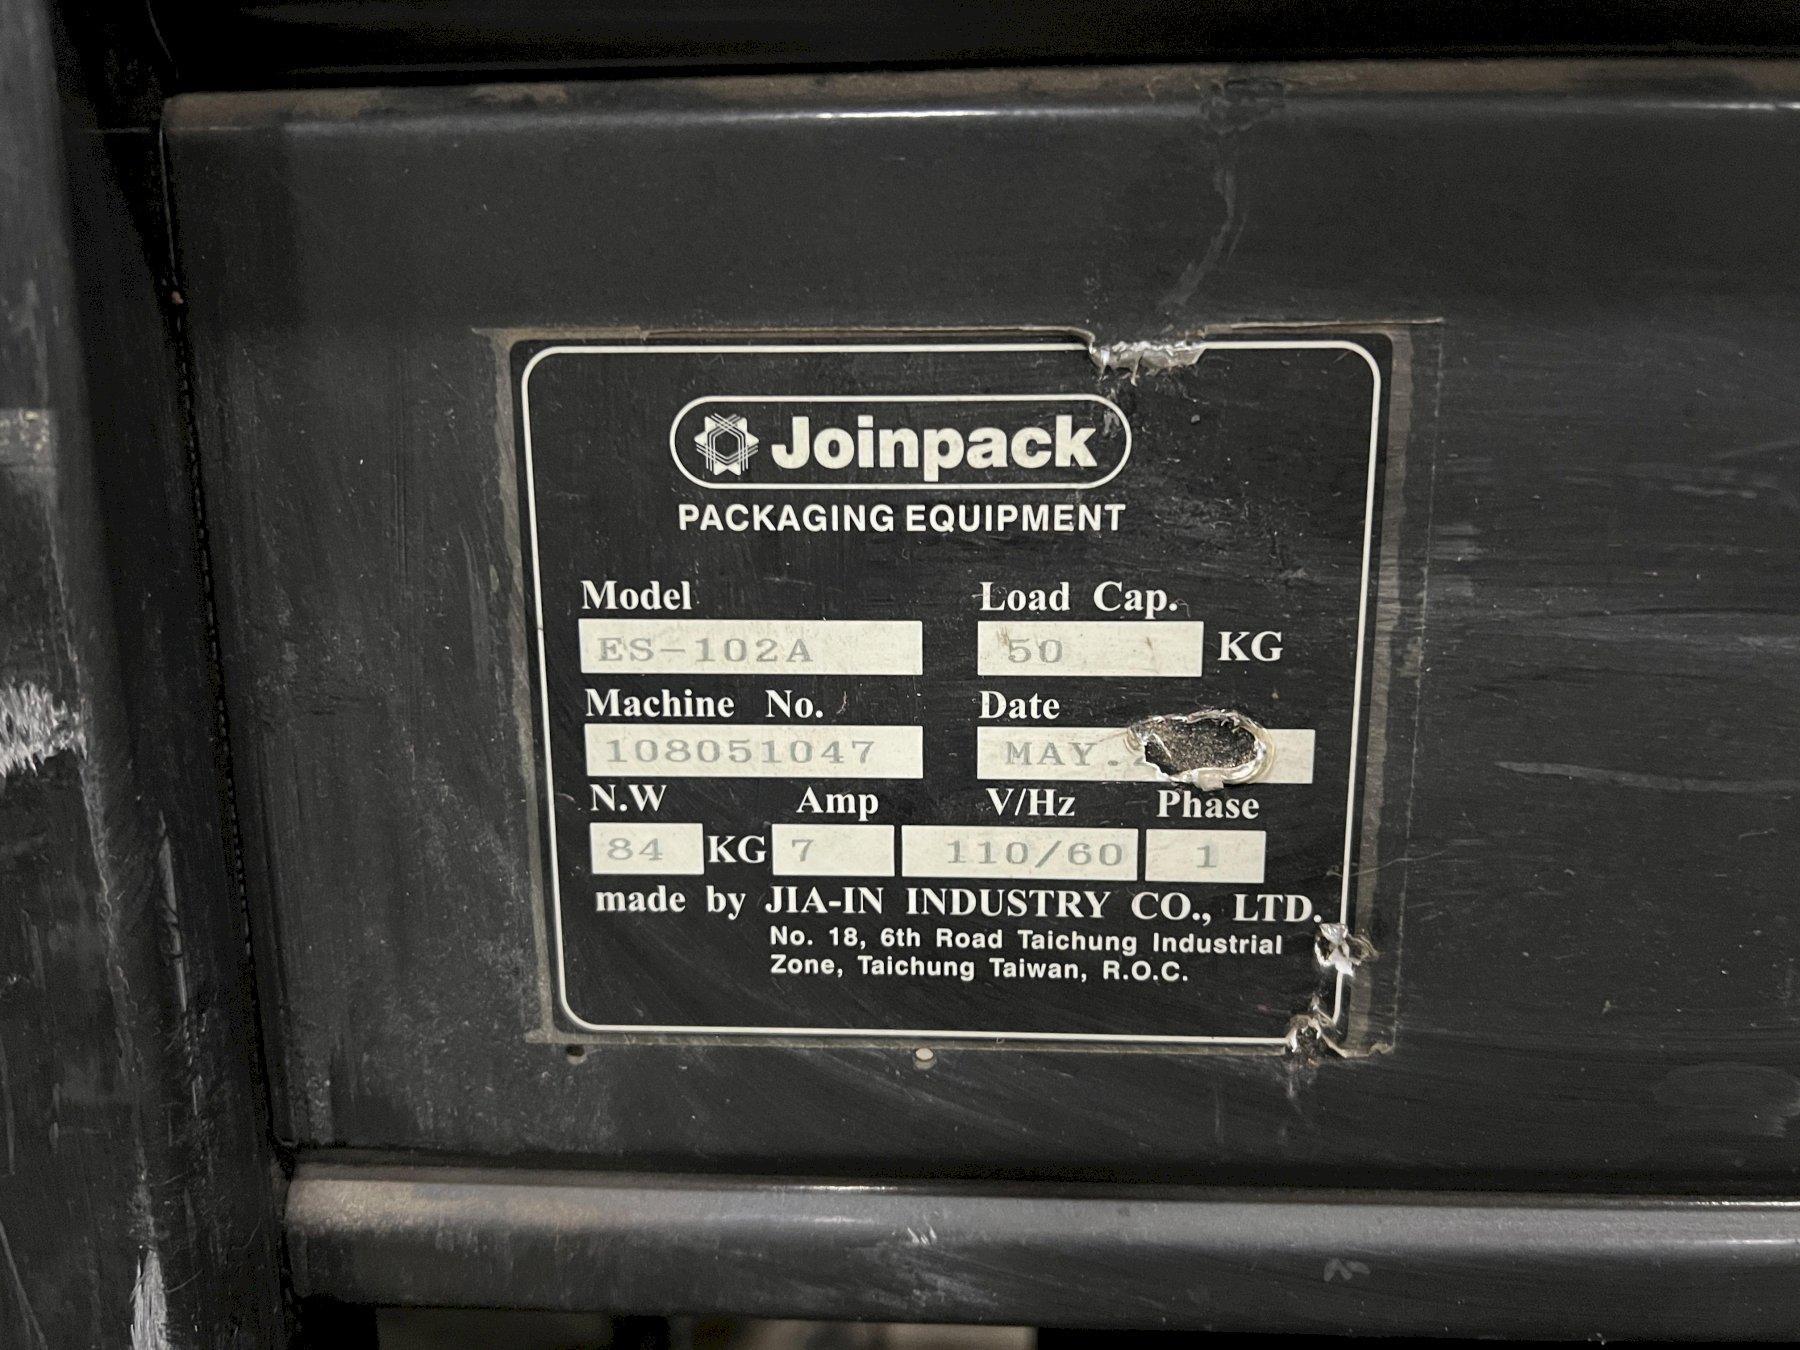 Joinpack
PACKAGING EQUIPMENT
Model Load Cap.
ES-102A 50 KG
Machine No. Date
108051047 MAY.
N.W Amp V/Hz Phase
84 KG 7 110/60 1
made by JIA-IN INDUSTRY CO., LTD.
No. 18, 6th Road Taichung Industrial
Zone, Taichung Taiwan, R.O.C.